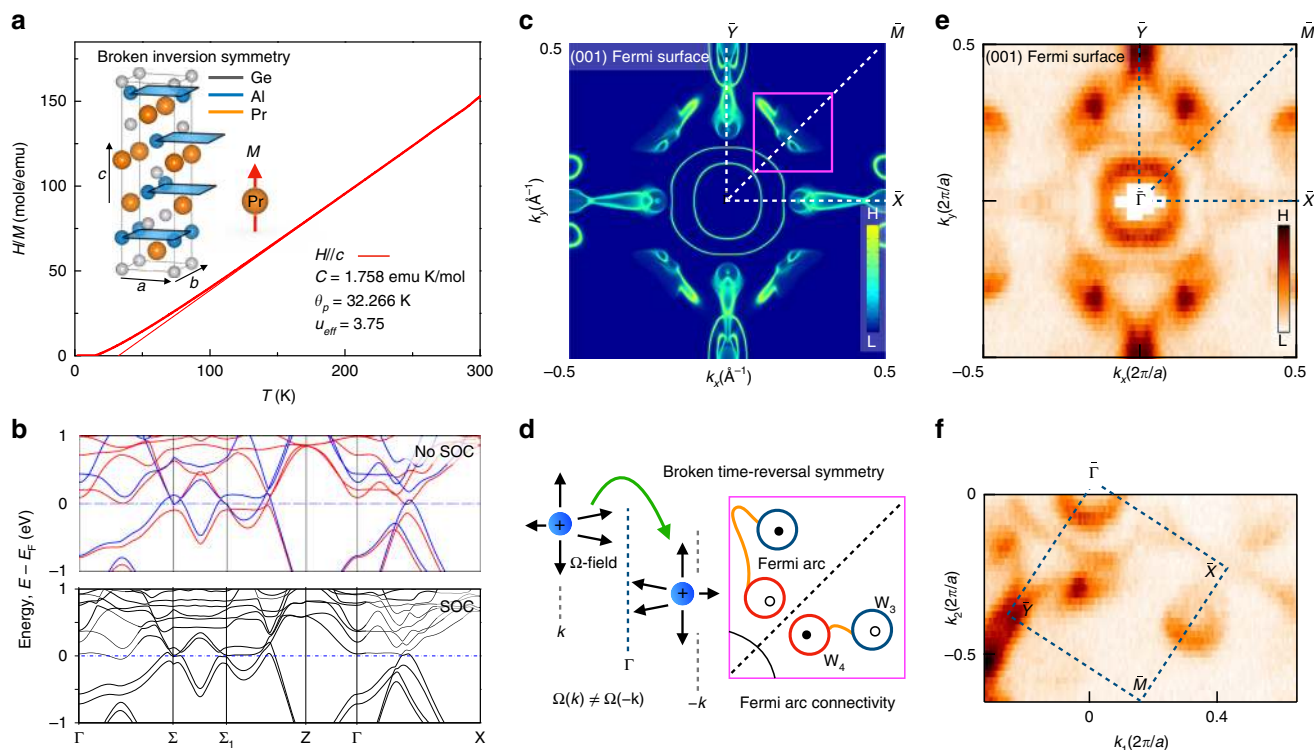 a
Broken inversion symmetry
Ge
Al
Pr
c
a
b
M
Pr
H//c
C = 1.758 emu K/mol
θp = 32.266 K
ueff = 3.75
150
100
50
0
H/M (mole/emu)
0
50
100
150
200
250
300
T (K)
b
No SOC
SOC
1
0
−1
1
0
−1
Energy, E − EF (eV)
Γ
Σ
Σ1
Z
Γ
X
c
Ȳ
M̄
X̄
(001) Fermi surface
0.5
ky(Å−1)
H
L
−0.5
kx(Å−1)
0.5
d
Broken time-reversal symmetry
Ω-field
+
+
k
Γ
−k
Ω(k) ≠ Ω(-k)
Fermi arc
W3
W4
Fermi arc connectivity
e
Ȳ
M̄
X̄
Γ̄
(001) Fermi surface
0.5
ky(2π/a)
H
L
−0.5
kx(2π/a)
0.5
f
Γ̄
X̄
Ȳ
M̄
0
−0.5
k2(2π/a)
0
0.4
k1(2π/a)